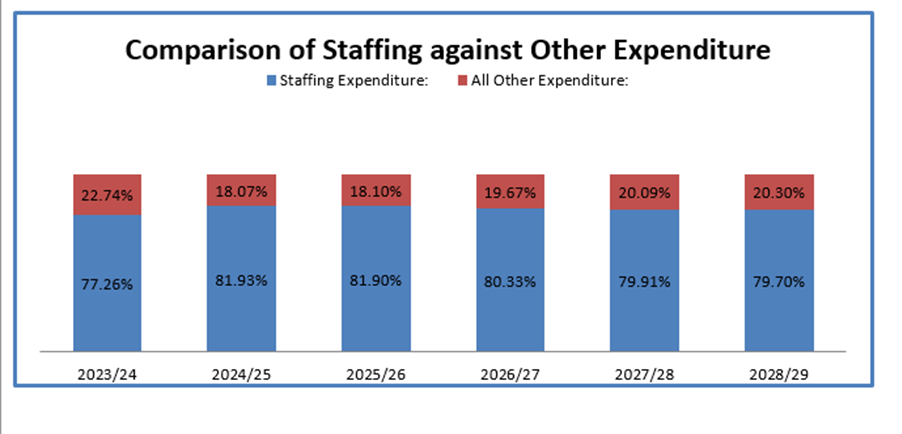 Comparison of Staffing against Other Expenditure
Staffing Expenditure: All Other Expenditure:
22.74% 18.07% 18.10% 19.67% 20.09% 20.30%
77.26% 81.93% 81.90% 80.33% 79.91% 79.70%
2023/24 2024/25 2025/26 2026/27 2027/28 2028/29